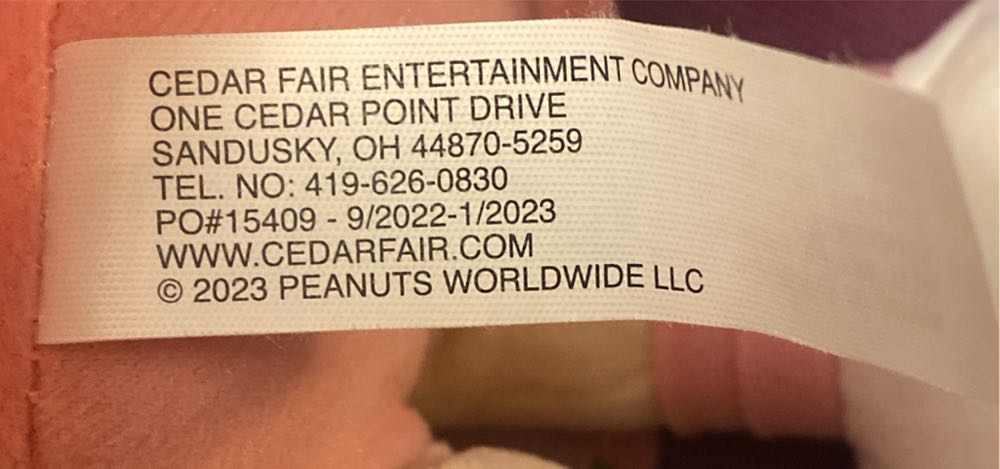 CEDAR FAIR ENTERTAINMENT COMPANY
ONE CEDAR POINT DRIVE
SANDUSKY, OH 44870-5259
TEL. NO: 419-626-0830
PO#15409 - 9/2022-1/2023
WWW.CEDARFAIR.COM
© 2023 PEANUTS WORLDWIDE LLC